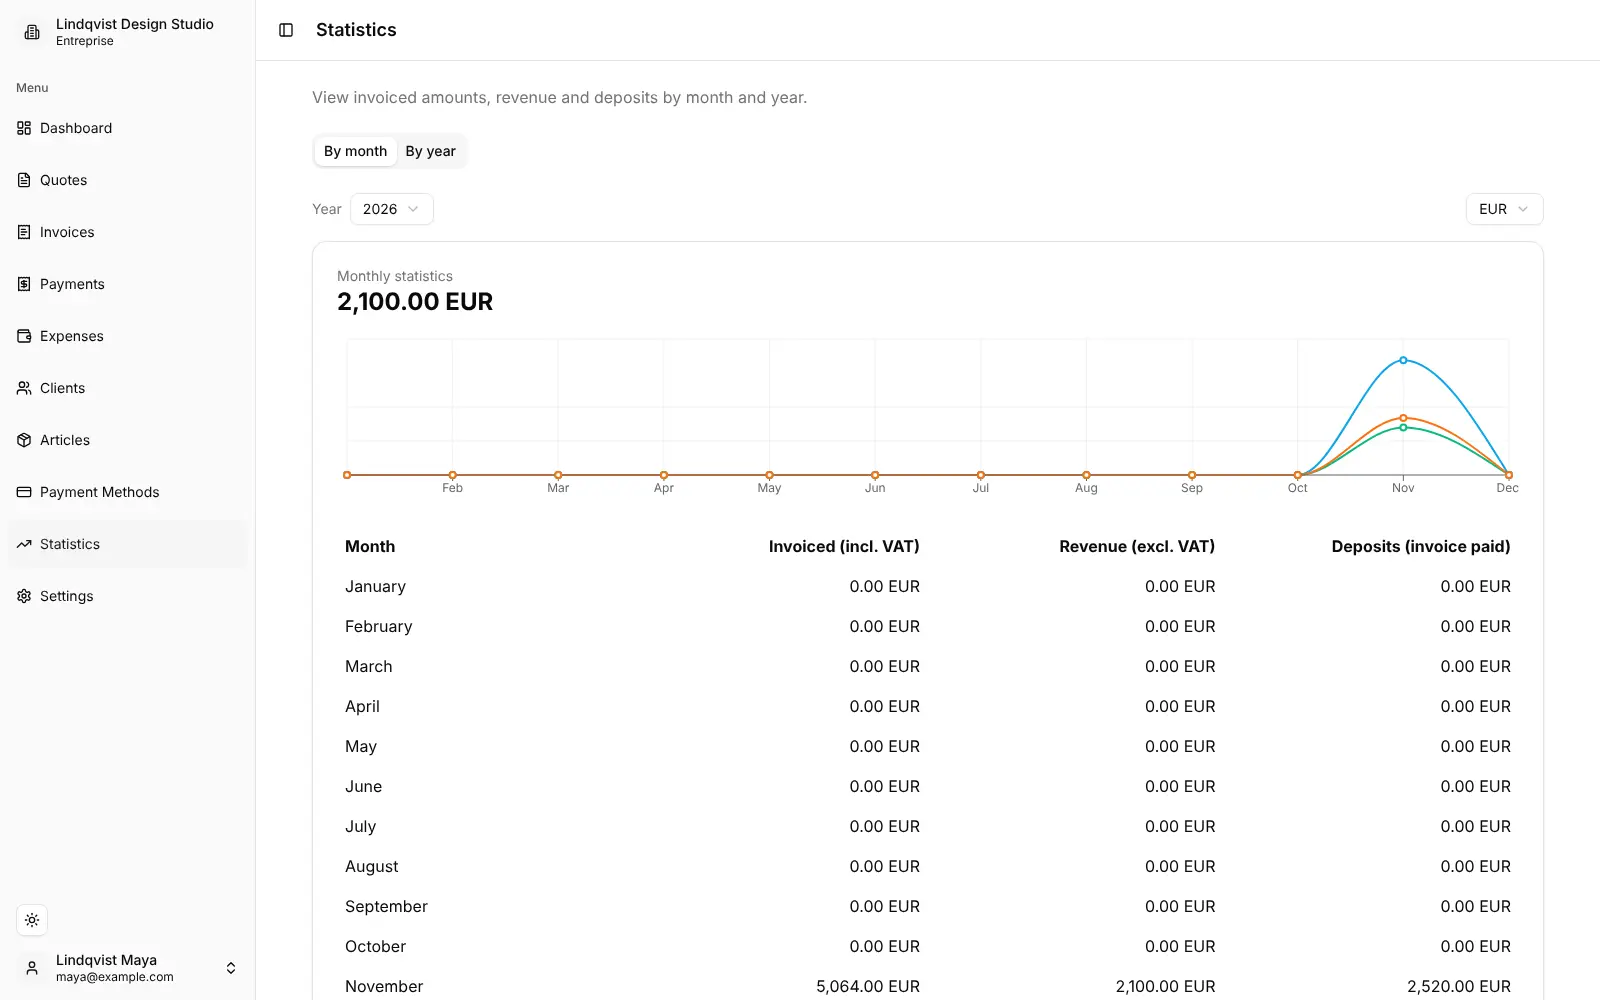 Lindqvist Design Studio
Entreprise
Menu
Dashboard
Quotes
Invoices
Payments
Expenses
Clients
Articles
Payment Methods
Statistics
Settings
Lindqvist Maya
maya@example.com
Statistics
View invoiced amounts, revenue and deposits by month and year.
By month By year
Year 2026 EUR
Monthly statistics
2,100.00 EUR
Feb Mar Apr May Jun Jul Aug Sep Oct Nov Dec
Month Invoiced (incl. VAT) Revenue (excl. VAT) Deposits (invoice paid)
January 0.00 EUR 0.00 EUR 0.00 EUR
February 0.00 EUR 0.00 EUR 0.00 EUR
March 0.00 EUR 0.00 EUR 0.00 EUR
April 0.00 EUR 0.00 EUR 0.00 EUR
May 0.00 EUR 0.00 EUR 0.00 EUR
June 0.00 EUR 0.00 EUR 0.00 EUR
July 0.00 EUR 0.00 EUR 0.00 EUR
August 0.00 EUR 0.00 EUR 0.00 EUR
September 0.00 EUR 0.00 EUR 0.00 EUR
October 0.00 EUR 0.00 EUR 0.00 EUR
November 5,064.00 EUR 2,100.00 EUR 2,520.00 EUR